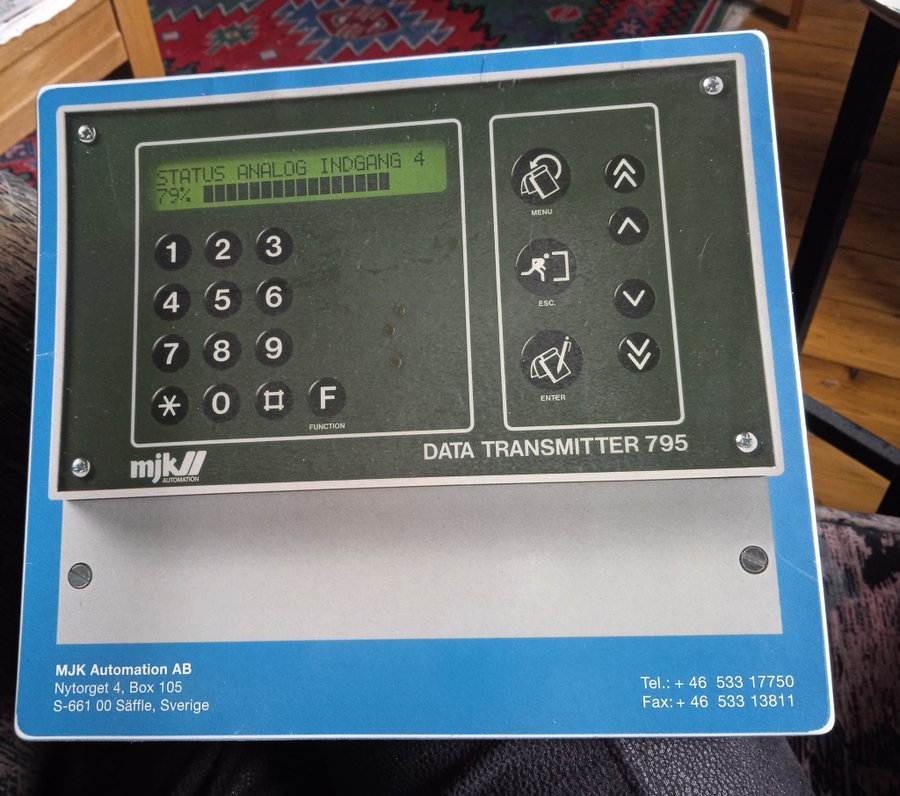 STATUS ANALOG INDGANG 4
79%
1 2 3
4 5 6
7 8 9
* 0 # F
FUNCTION
MENU
ESC.
ENTER
mjk
AUTOMATION
DATA TRANSMITTER 795
MJK Automation AB
Nytorget 4, Box 105
S-661 00 Säffle, Sverige
Tel.: + 46 533 17750
Fax: + 46 533 13811